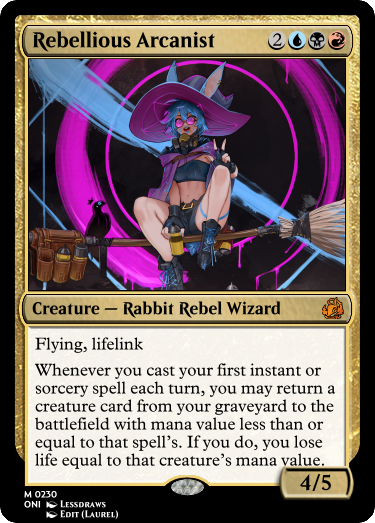 Rebellious Arcanist 2
Creature — Rabbit Rebel Wizard
Flying, lifelink
Whenever you cast your first instant or
sorcery spell each turn, you may return a
creature card from your graveyard to the
battlefield with mana value less than or
equal to that spell's. If you do, you lose
life equal to that creature's mana value.
4/5
M 0230
ONI Lessdraws
Edit (Laurel)